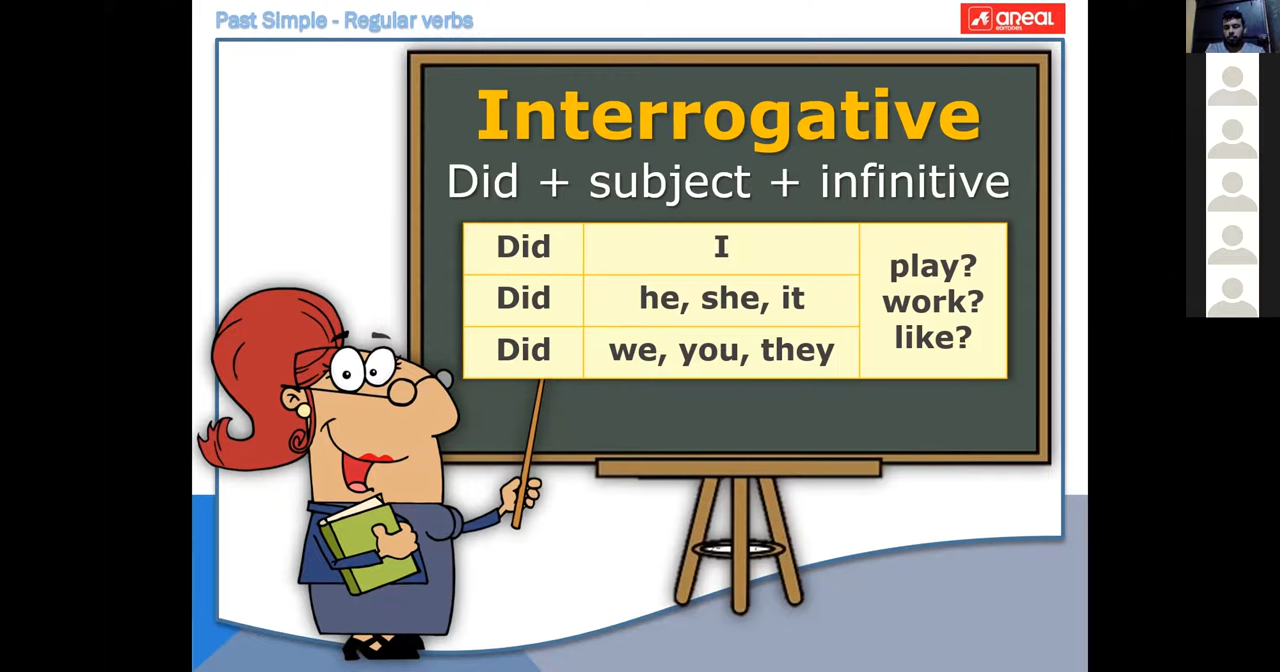 Past Simple - Regular verbs
AREAL
EDITORES
Interrogative
Did + subject + infinitive
Did I
Did he, she, it
Did we, you, they
play?
work?
like?